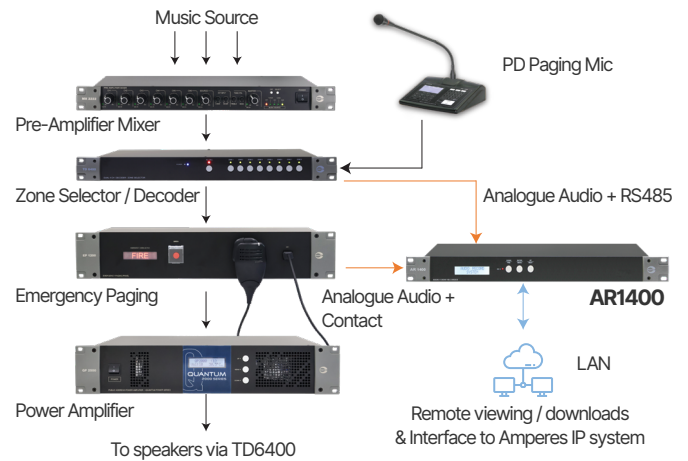 Music Source
PD Paging Mic
Pre-Amplifier Mixer
Zone Selector / Decoder
Analogue Audio + RS485
FIRE
Emergency Paging
Analogue Audio +
Contact
AR1400
QUANTUM
LAN
Power Amplifier
Remote viewing / downloads
& Interface to Amperes IP system
To speakers via TD6400